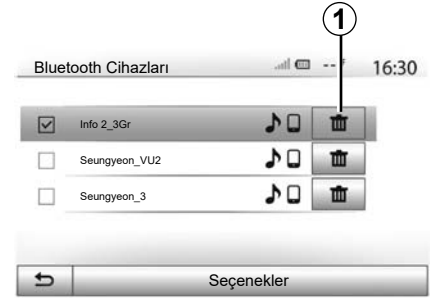 1
Bluetooth Cihazları -- 16:30
Info 2_3Gr
Seungyeon_VU2
Seungyeon_3
Seçenekler